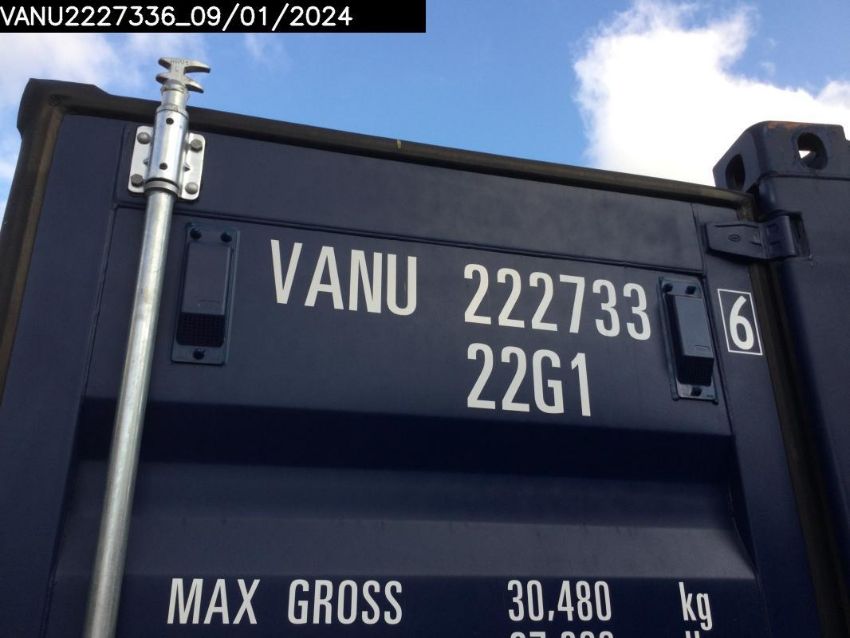 VANU2227336_09/01/2024
VANU 222733 6
22G1
MAX GROSS 30,480 kg